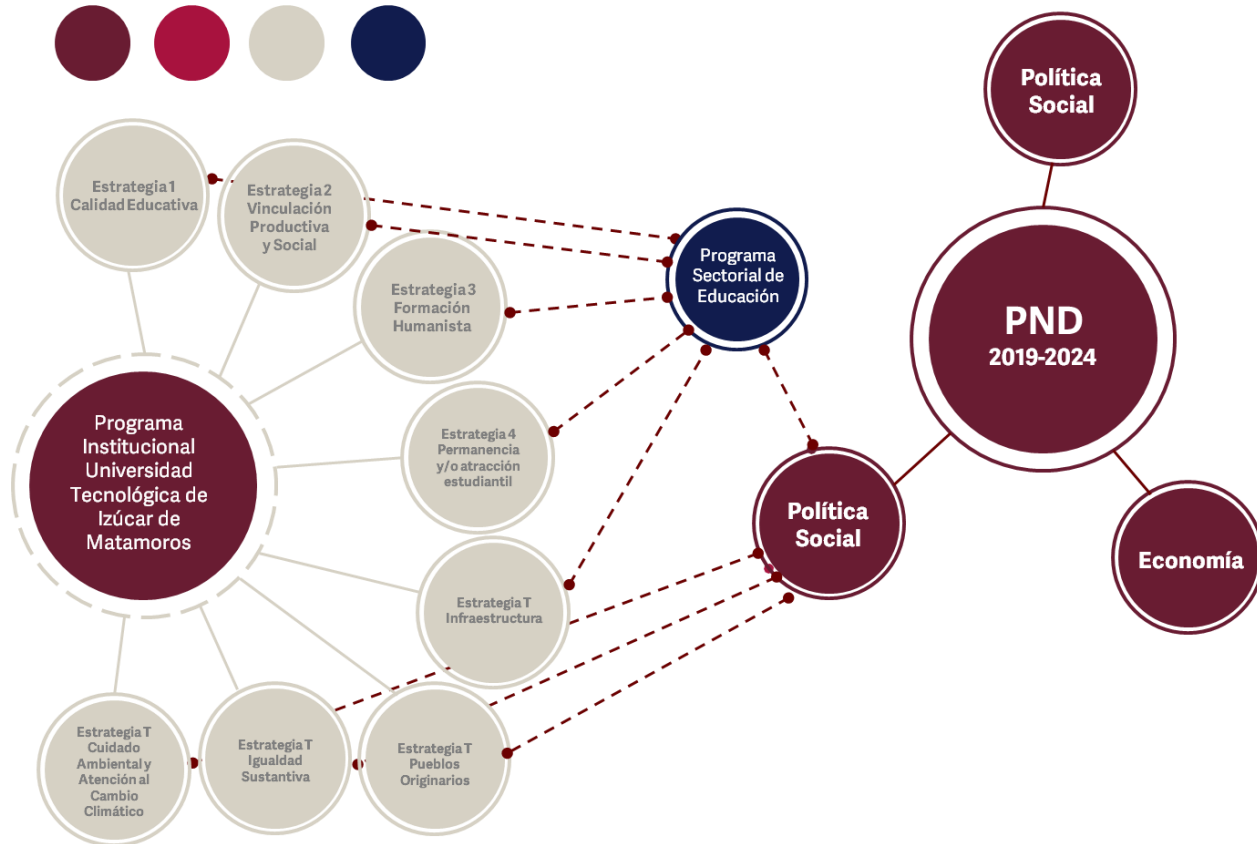 Política
Social
Estrategia 1
Calidad Educativa
Estrategia 2
Vinculación
Productiva
y Social
Programa
Sectorial de
Educación
Estrategia 3
Formación
Humanista
PND
2019-2024
Programa
Institucional
Universidad
Tecnológica de
Izúcar de
Matamoros
Estrategia 4
Permanencia
y/o atracción
estudiantil
Política
Social
Economía
Estrategia T
Infraestructura
Estrategia T
Cuidado
Ambiental y
Atención al
Cambio
Climático
Estrategia T
Igualdad
Sustantiva
Estrategia T
Pueblos
Originarios